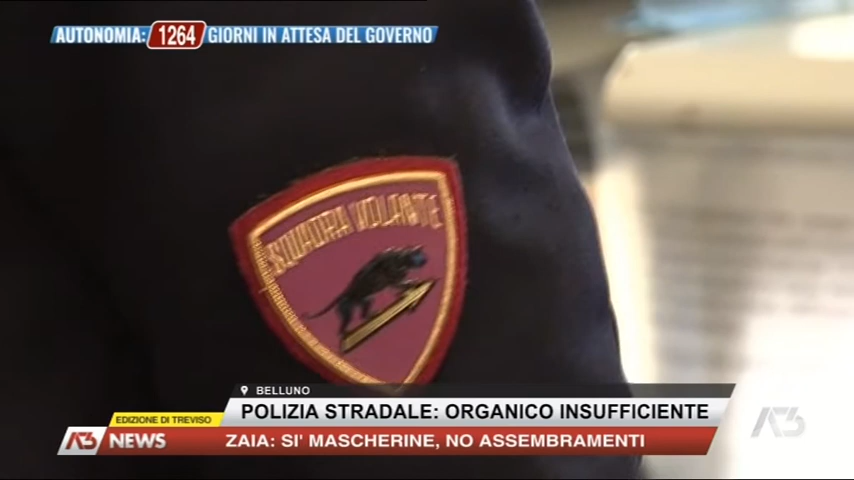 AUTONOMIA: 1264 GIORNI IN ATTESA DEL GOVERNO
SQUADRA VOLANTE
BELLUNO
POLIZIA STRADALE: ORGANICO INSUFFICIENTE
EDIZIONE DI TREVISO
A3 NEWS
ZAIA: SI' MASCHERINE, NO ASSEMBRAMENTI
A3